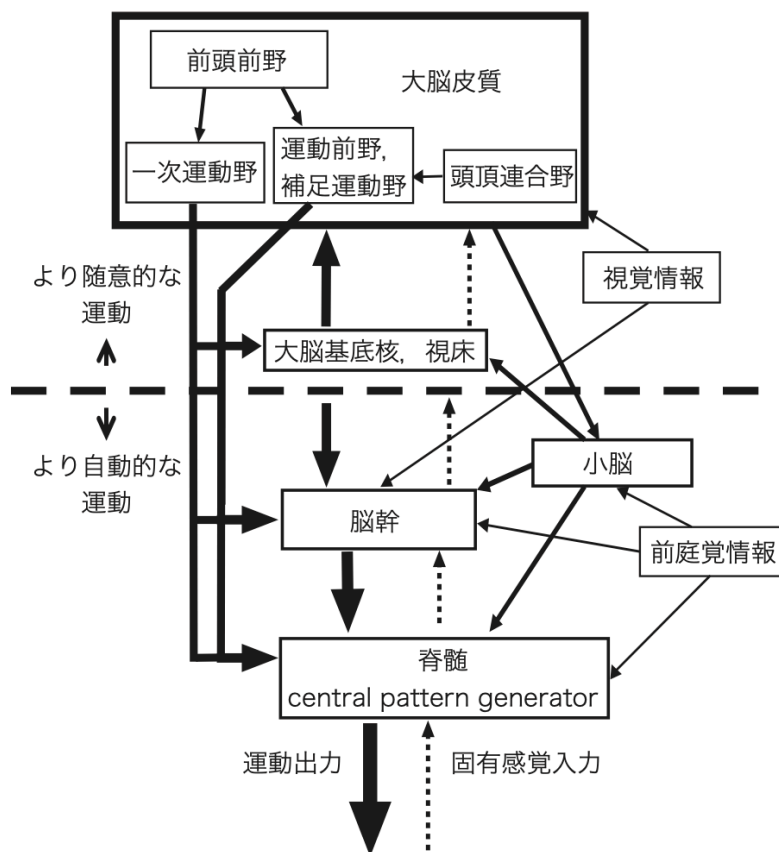 前頭前野
大脳皮質
一次運動野
運動前野,
補足運動野
頭頂連合野
視覚情報
より随意的な
運動
大脳基底核，視床
より自動的な
運動
小脳
脳幹
前庭覚情報
脊髄
central pattern generator
運動出力
固有感覚入力